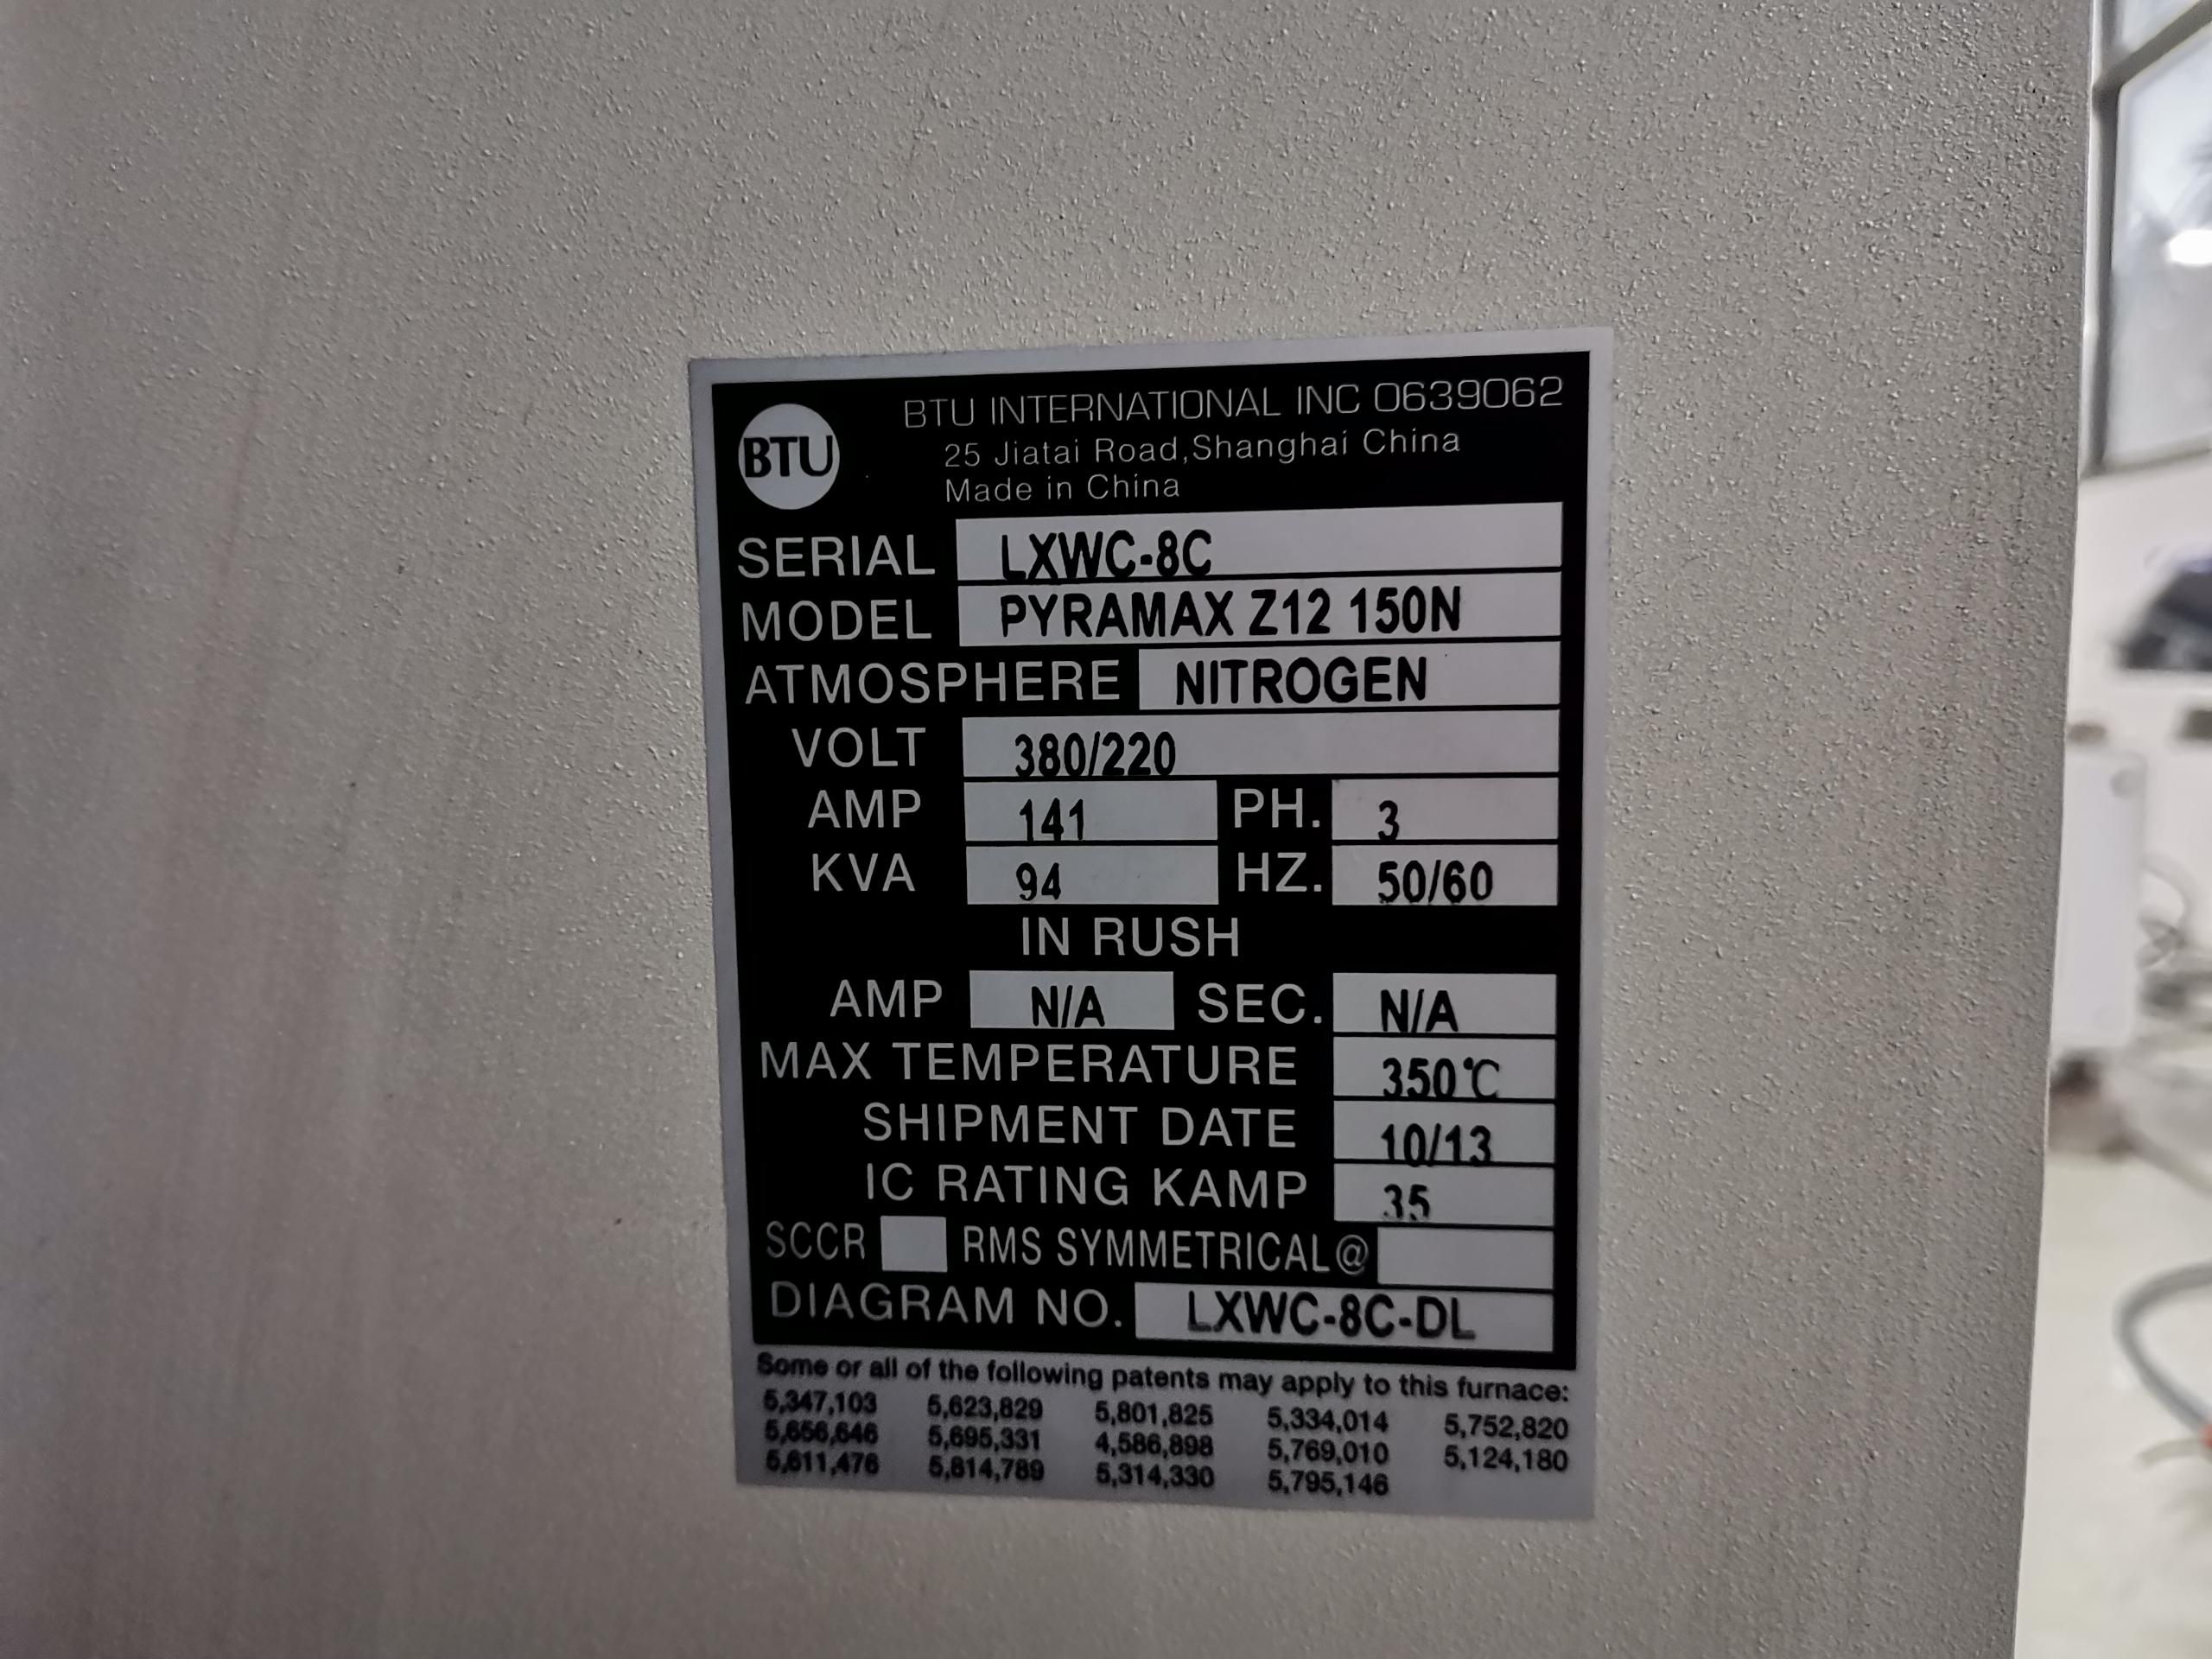 BTU
BTU INTERNATIONAL INC 0639062
25 Jiatai Road,Shanghai China
Made in China
SERIAL LXWC-8C
MODEL PYRAMAX Z12 150N
ATMOSPHERE NITROGEN
VOLT 380/220
AMP 141 PH. 3
KVA 94 HZ. 50/60
IN RUSH
AMP N/A SEC. N/A
MAX TEMPERATURE 350℃
SHIPMENT DATE 10/13
IC RATING KAMP 35
SCCR RMS SYMMETRICAL@
DIAGRAM NO. LXWC-8C-DL
Some or all of the following patents may apply to this furnace:
5,347,103 5,623,829 5,801,825 5,334,014 5,752,820
5,656,646 5,695,331 4,586,898 5,769,010 5,124,180
5,611,476 5,814,789 5,314,330 5,795,146